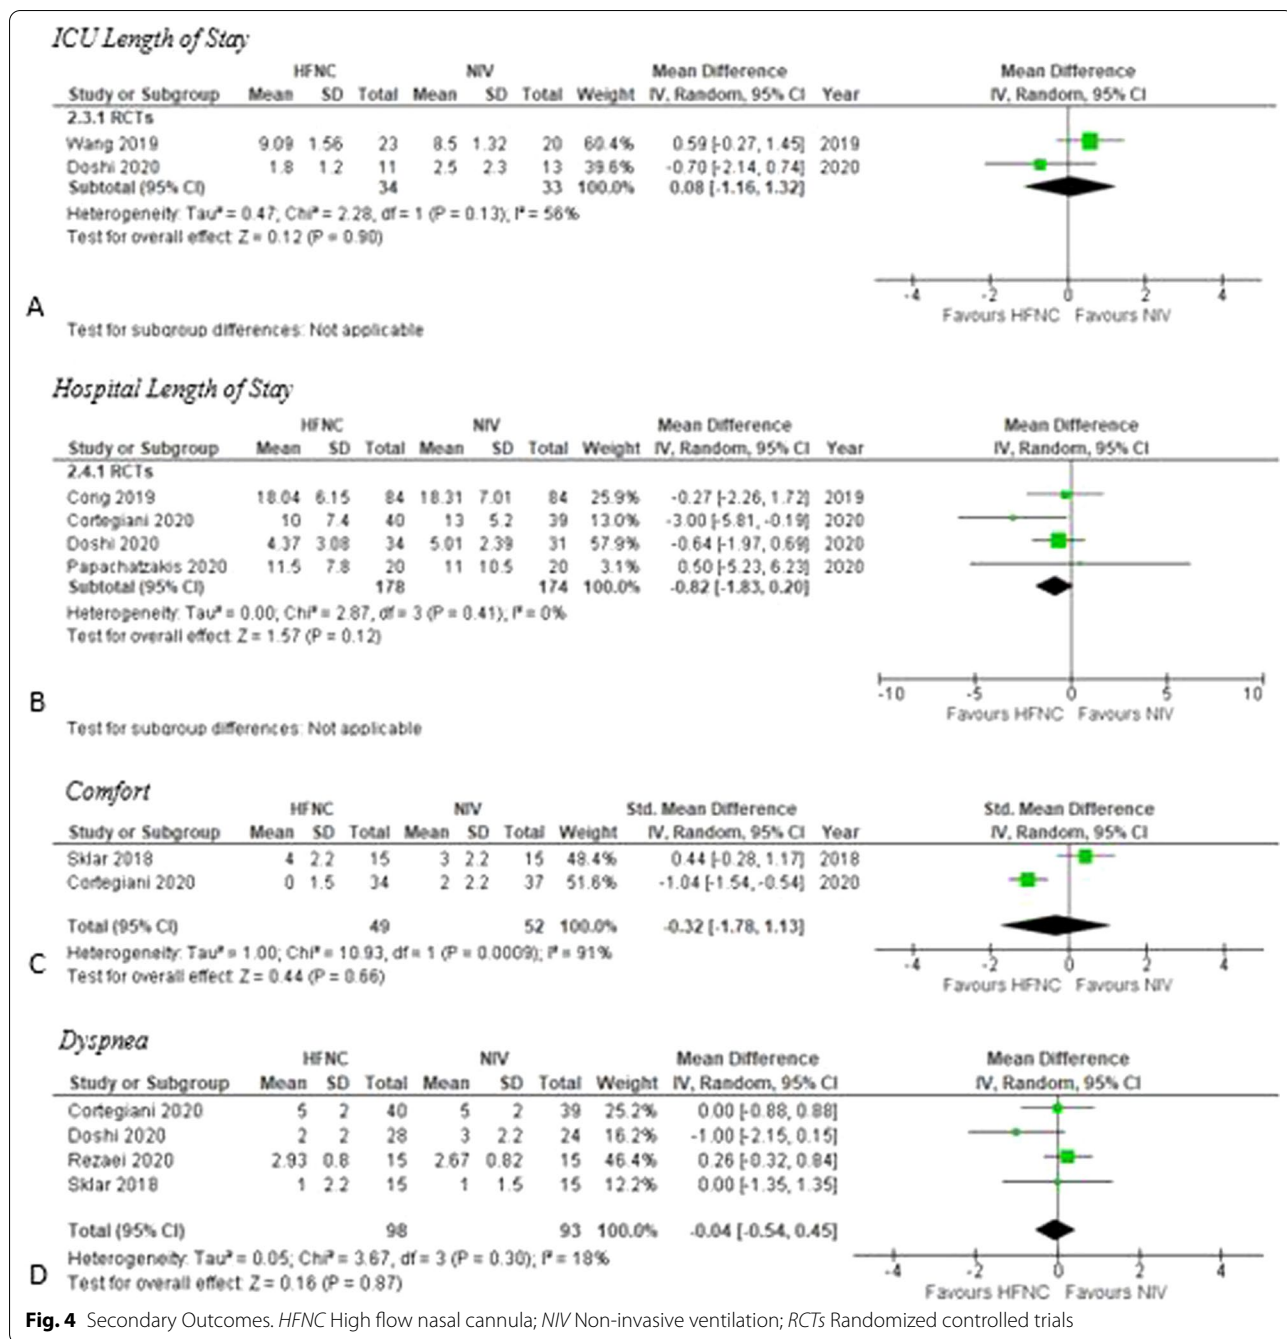 ICU Length of Stay
HFNC NIV Mean Difference Mean Difference
Study or Subgroup Mean SD Total Mean SD Total Weight IV, Random, 95% CI Year IV, Random, 95% CI
2.3.1 RCTs
Wang 2019 9.09 1.56 23 8.5 1.32 20 60.4% 0.59 [-0.27, 1.45] 2019
Doshi 2020 1.8 1.2 11 2.5 2.3 13 39.6% -0.70 [-2.14, 0.74] 2020
Subtotal (95% CI) 34 33 100.0% 0.08 [-1.16, 1.32]
Heterogeneity: Tau² = 0.47; Chi² = 2.28, df = 1 (P = 0.13); I² = 56%
Test for overall effect: Z = 0.12 (P = 0.90)
-4 -2 0 2 4
Favours HFNC Favours NIV
A
Test for subgroup differences: Not applicable
Hospital Length of Stay
HFNC NIV Mean Difference Mean Difference
Study or Subgroup Mean SD Total Mean SD Total Weight IV, Random, 95% CI Year IV, Random, 95% CI
2.4.1 RCTs
Cong 2019 18.04 6.15 84 18.31 7.01 84 25.9% -0.27 [-2.26, 1.72] 2019
Cortegiani 2020 10 7.4 40 13 5.2 39 13.0% -3.00 [-5.81, -0.19] 2020
Doshi 2020 4.37 3.08 34 5.01 2.39 31 57.9% -0.64 [-1.97, 0.69] 2020
Papachatzakis 2020 11.5 7.8 20 11 10.5 20 3.1% 0.50 [-5.23, 6.23] 2020
Subtotal (95% CI) 178 174 100.0% -0.82 [-1.83, 0.20]
Heterogeneity: Tau² = 0.00; Chi² = 2.87, df = 3 (P = 0.41); I² = 0%
Test for overall effect: Z = 1.57 (P = 0.12)
-10 -5 0 5 10
Favours HFNC Favours NIV
B
Test for subgroup differences: Not applicable
Comfort
HFNC NIV Std. Mean Difference Std. Mean Difference
Study or Subgroup Mean SD Total Mean SD Total Weight IV, Random, 95% CI Year IV, Random, 95% CI
Sklar 2018 4 2.2 15 3 2.2 15 48.4% 0.44 [-0.28, 1.17] 2018
Cortegiani 2020 0 1.5 34 2 2.2 37 51.6% -1.04 [-1.54, -0.54] 2020
Total (95% CI) 49 52 100.0% -0.32 [-1.78, 1.13]
Heterogeneity: Tau² = 1.00; Chi² = 10.93, df = 1 (P = 0.0009); I² = 91%
Test for overall effect: Z = 0.44 (P = 0.66)
-4 -2 0 2 4
Favours HFNC Favours NIV
C
Dyspnea
HFNC NIV Mean Difference Mean Difference
Study or Subgroup Mean SD Total Mean SD Total Weight IV, Random, 95% CI IV, Random, 95% CI
Cortegiani 2020 5 2 40 5 2 39 25.2% 0.00 [-0.88, 0.88]
Doshi 2020 2 2 28 3 2.2 24 16.2% -1.00 [-2.15, 0.15]
Rezaei 2020 2.93 0.8 15 2.67 0.82 15 46.4% 0.26 [-0.32, 0.84]
Sklar 2018 1 2.2 15 1 1.5 15 12.2% 0.00 [-1.35, 1.35]
Total (95% CI) 98 93 100.0% -0.04 [-0.54, 0.45]
Heterogeneity: Tau² = 0.05; Chi² = 3.67, df = 3 (P = 0.30); I² = 18%
Test for overall effect: Z = 0.16 (P = 0.87)
-4 -2 0 2 4
Favours HFNC Favours NIV
D
Fig. 4 Secondary Outcomes. HFNC High flow nasal cannula; NIV Non-invasive ventilation; RCTs Randomized controlled trials